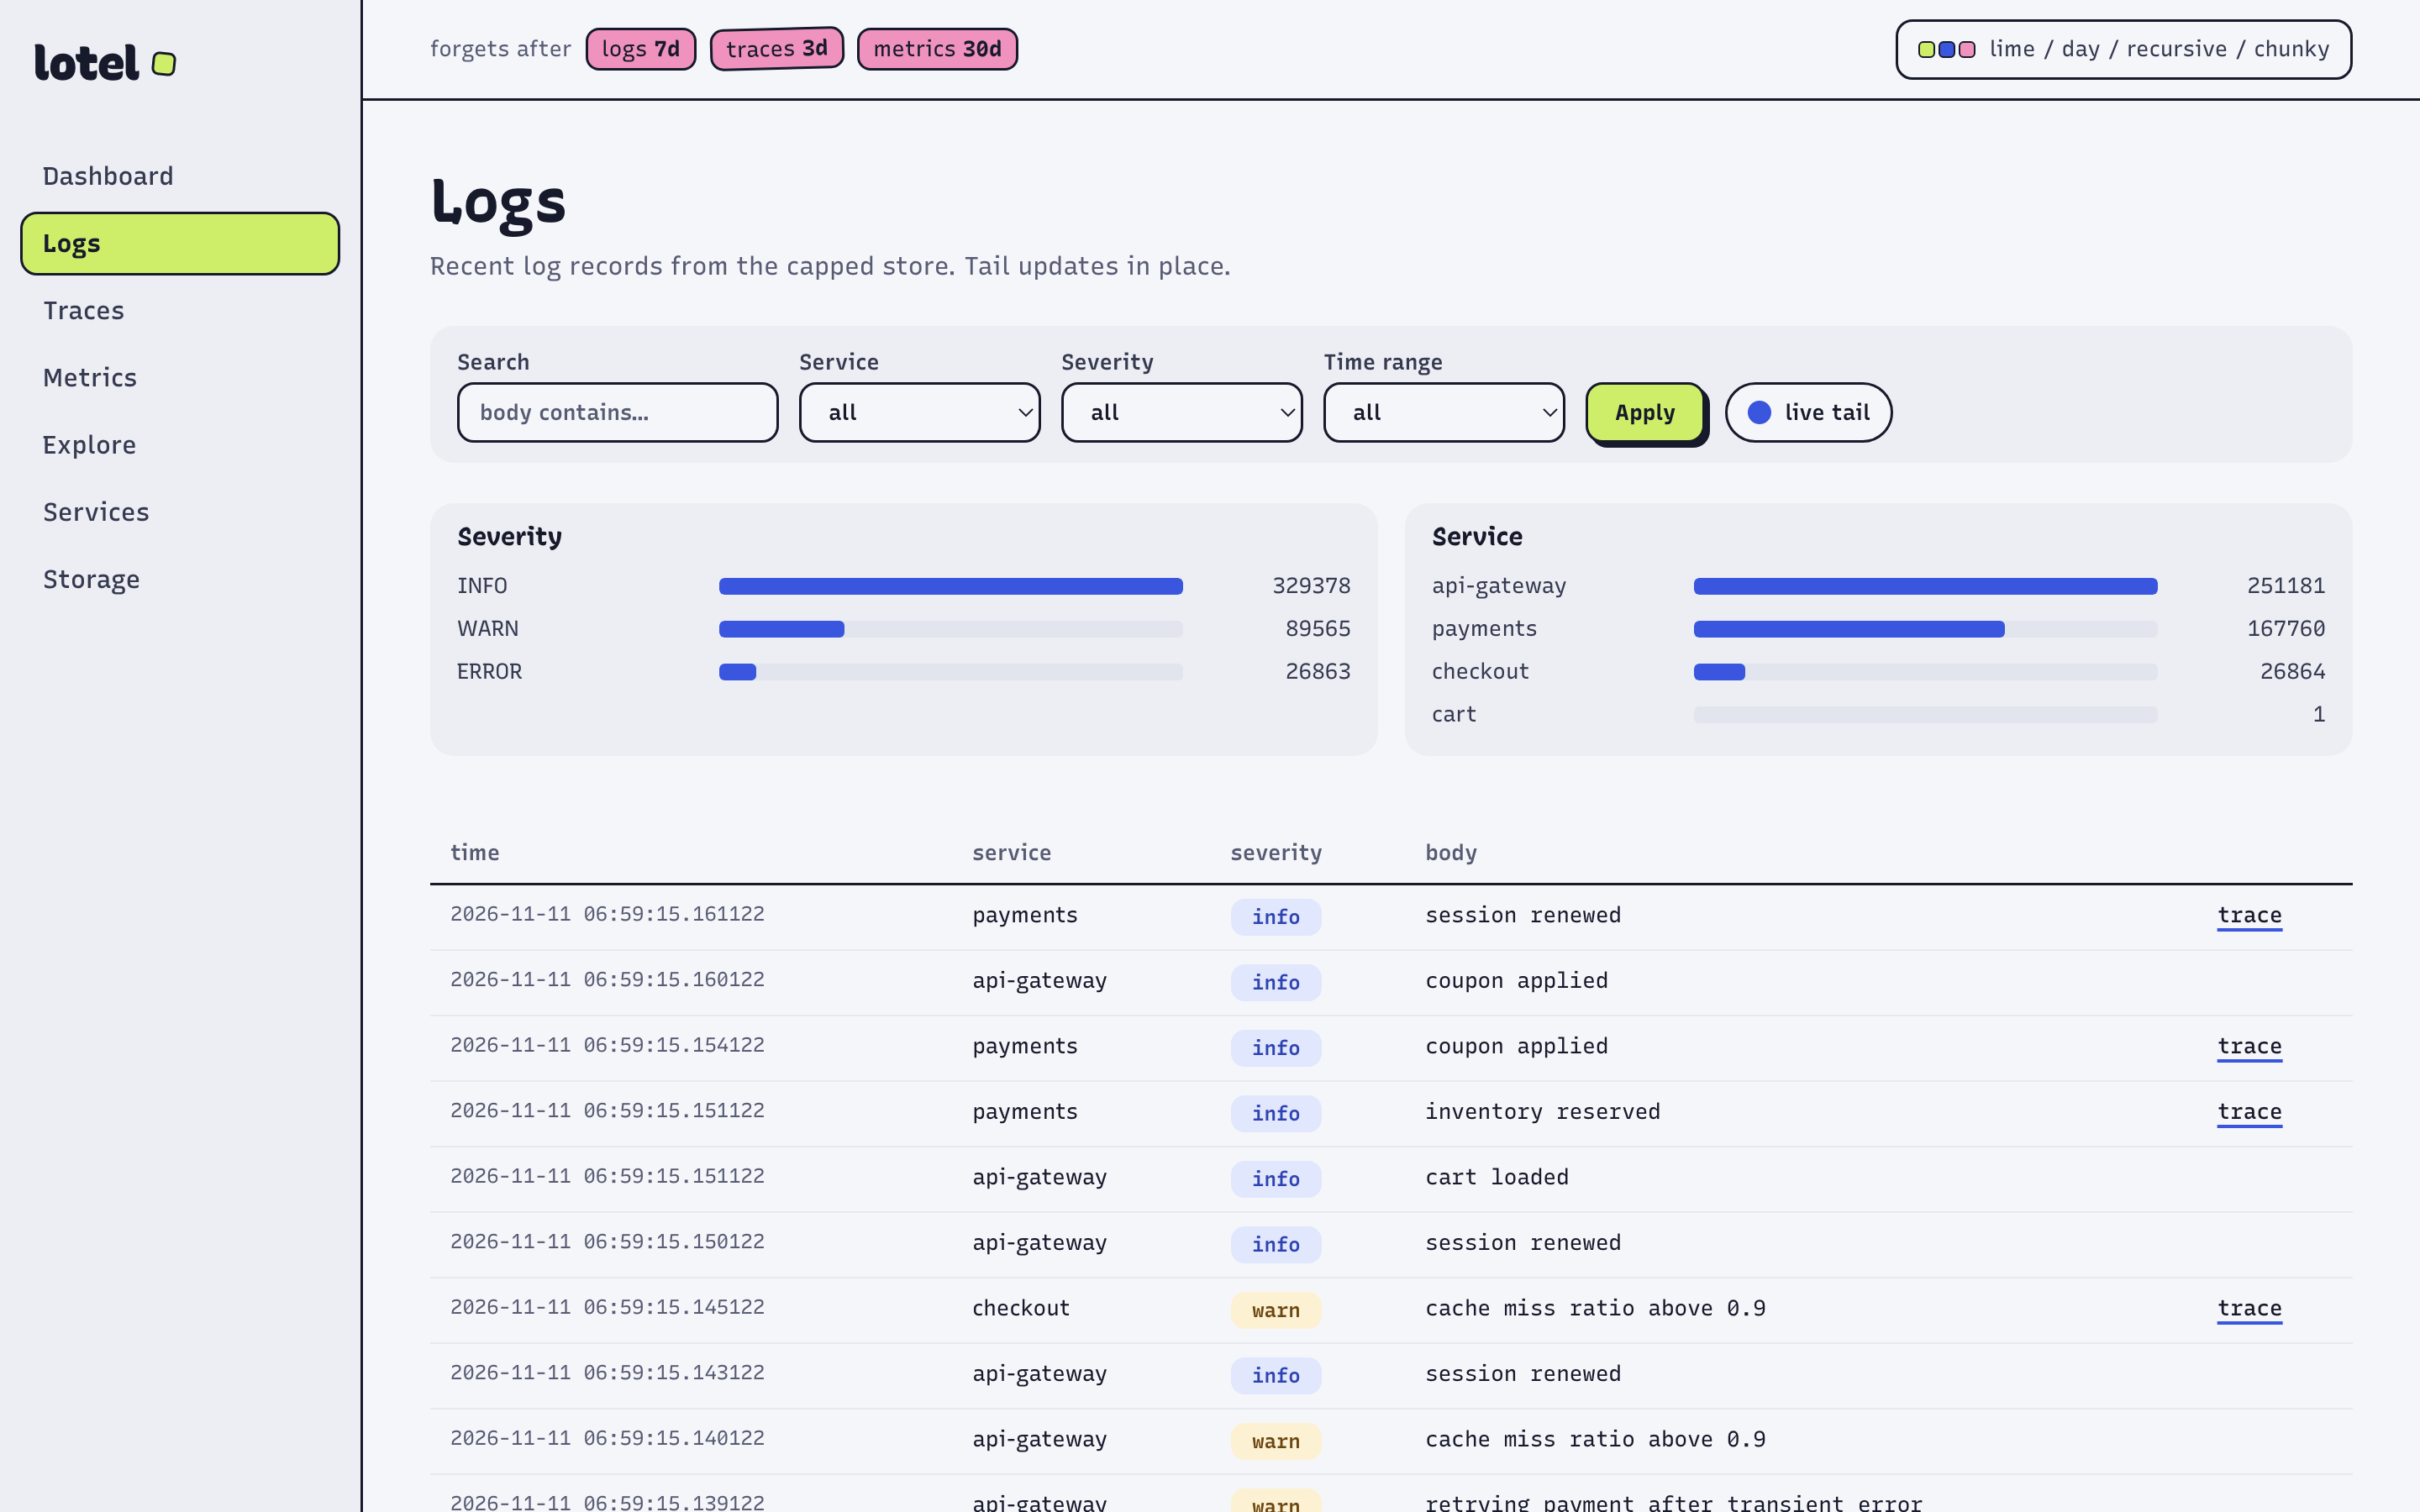 lotel
forgets after logs 7d traces 3d metrics 30d
lime / day / recursive / chunky
Dashboard
Logs
Traces
Metrics
Explore
Services
Storage
Logs
Recent log records from the capped store. Tail updates in place.
Search Service Severity Time range
body contains... all all all Apply live tail
Severity
INFO 329378
WARN 89565
ERROR 26863
Service
api-gateway 251181
payments 167760
checkout 26864
cart 1
time service severity body
2026-11-11 06:59:15.161122 payments info session renewed trace
2026-11-11 06:59:15.160122 api-gateway info coupon applied
2026-11-11 06:59:15.154122 payments info coupon applied trace
2026-11-11 06:59:15.151122 payments info inventory reserved trace
2026-11-11 06:59:15.151122 api-gateway info cart loaded
2026-11-11 06:59:15.150122 api-gateway info session renewed
2026-11-11 06:59:15.145122 checkout warn cache miss ratio above 0.9 trace
2026-11-11 06:59:15.143122 api-gateway info session renewed
2026-11-11 06:59:15.140122 api-gateway warn cache miss ratio above 0.9
2026-11-11 06:59:15.139122 api-gateway warn retrying payment after transient error